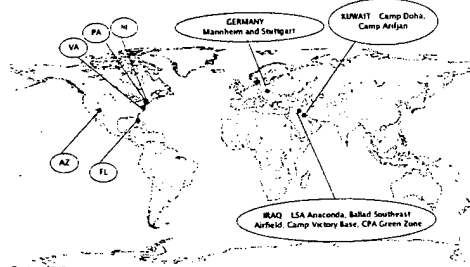 PA
NJ
VA
GERMANY
Mannheim and Stuttgart
KUWAIT Camp Doha,
Camp Arifjan
AZ
FL
IRAQ LSA Anaconda, Ballad Southeast
Airfield, Camp Victory Base, CPA Green Zone